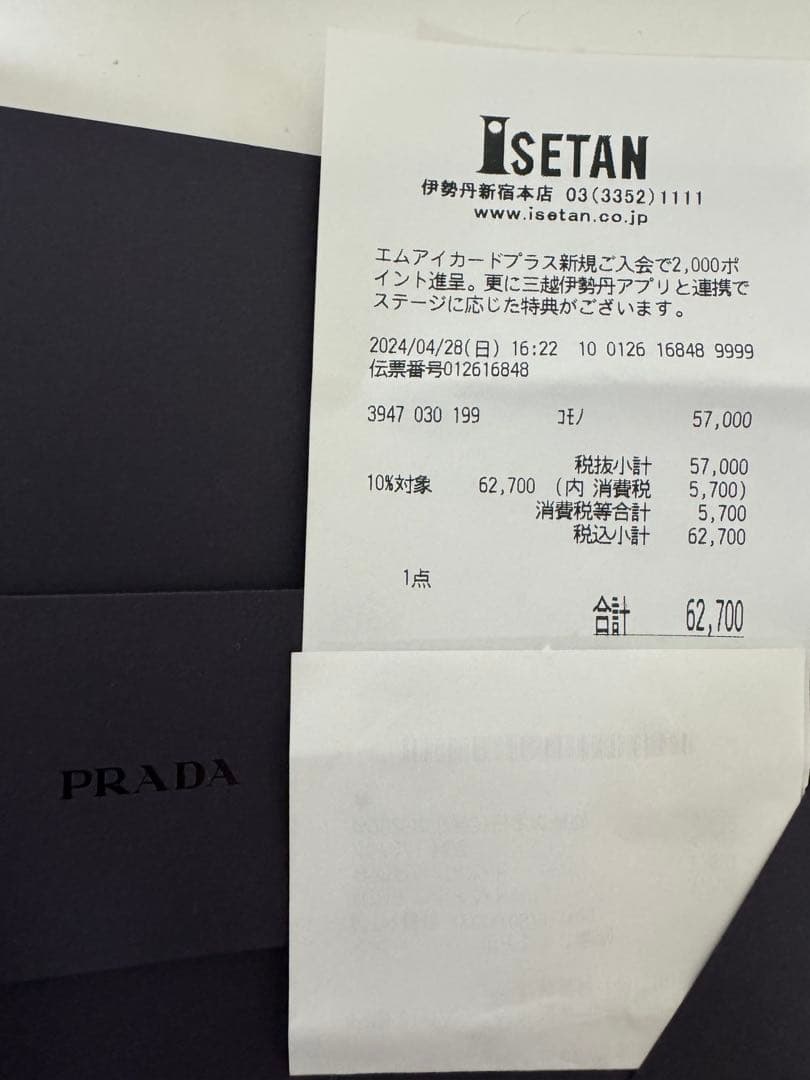 ISETAN
伊勢丹新宿本店 03(3352)1111
www.isetan.co.jp
エムアイカードプラス新規ご入会で2,000ポ
イント進呈。更に三越伊勢丹アプリと連携で
ステージに応じた特典がございます。
2024/04/28(日) 16:22 10 0126 16848 9999
伝票番号012616848
3947 030 199 ｺﾓﾉ 57,000
税抜小計 57,000
10%対象 62,700 (内 消費税 5,700)
消費税等合計 5,700
税込小計 62,700
1点
合計 62,700
PRADA